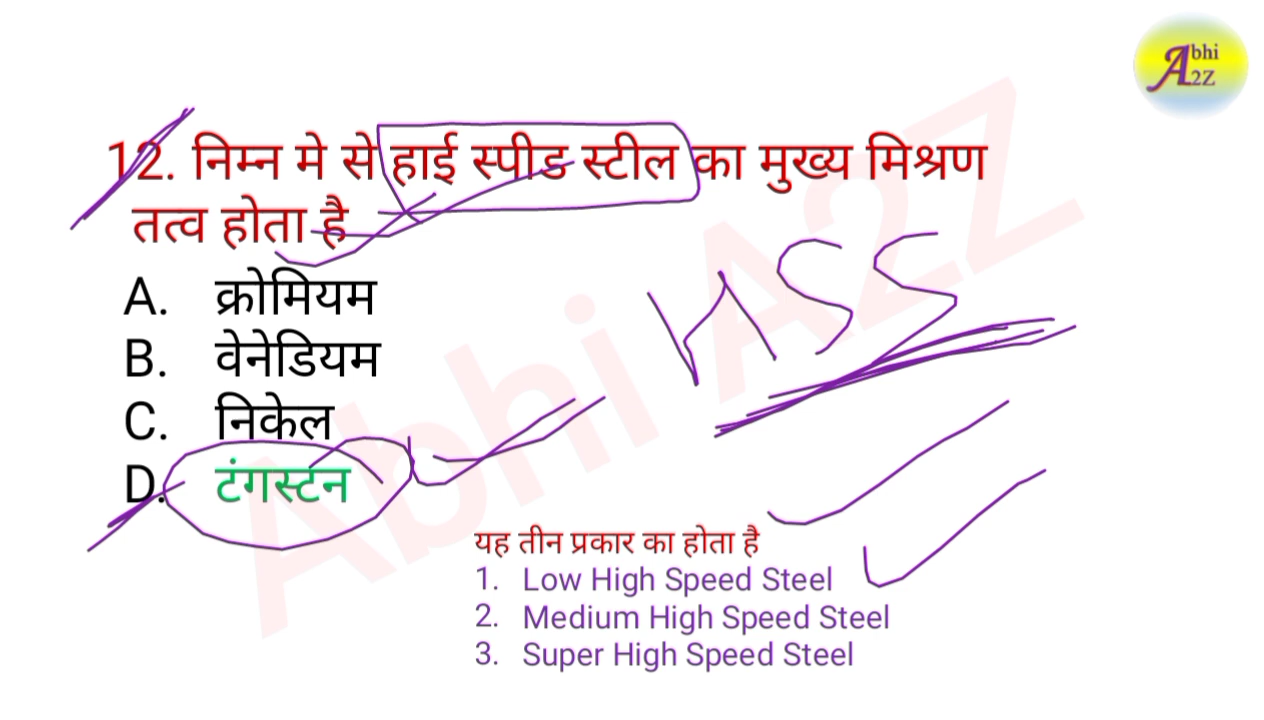 Abhi
A2Z
12. निम्न मे से हाई स्पीड स्टील का मुख्य मिश्रण
तत्व होता है
A. क्रोमियम
HSS
B. वेनेडियम
C. निकेल
D. टंगस्टन
यह तीन प्रकार का होता है
1. Low High Speed Steel
2. Medium High Speed Steel
3. Super High Speed Steel
Abhi A2Z